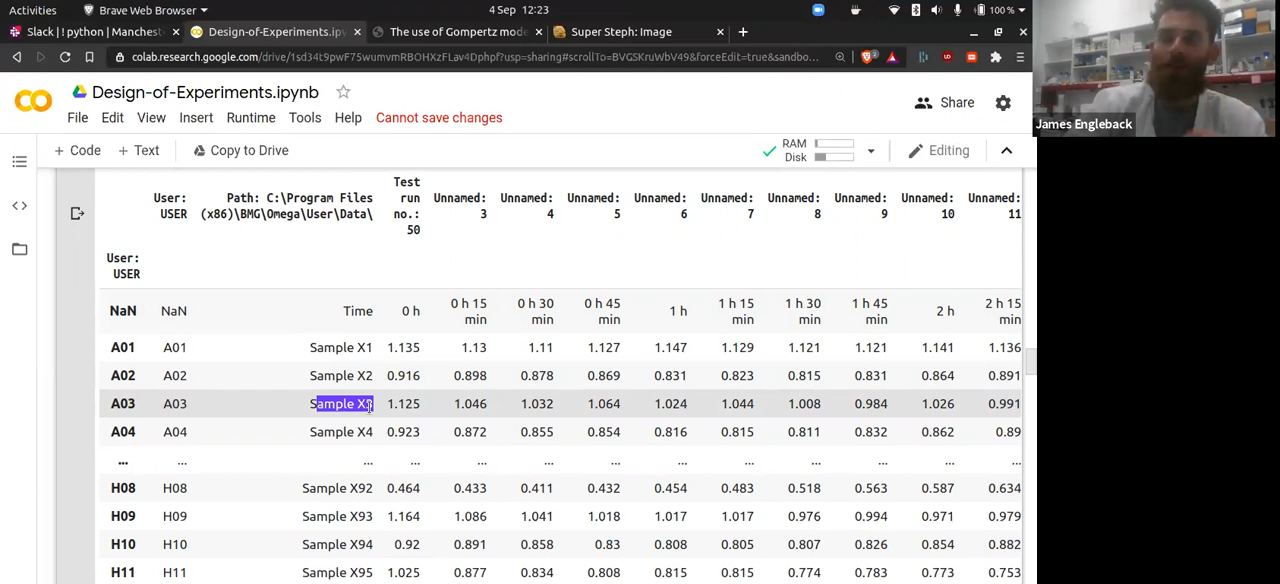 Activities
Brave Web Browser
4 Sep 12:23
100 %
Slack | ! python | Manchest
Design-of-Experiments.ipynb
The use of Gompertz mode
Super Steph: Image
colab.research.google.com/drive/1sd34t9pwF75wumvmRBOHXzFLav4Dphpf?usp=sharing#scrollTo=BVGSKruWbV49&forceEdit=true&sandbo...
James Engleback
CO
Design-of-Experiments.ipynb
Share
File Edit View Insert Runtime Tools Help Cannot save changes
+ Code + Text Copy to Drive
RAM
Disk
Editing
User: USER
Path: C:\Program Files (x86)\BMG\Omega\User\Data\
Test run no.: 50
Unnamed: 3
Unnamed: 4
Unnamed: 5
Unnamed: 6
Unnamed: 7
Unnamed: 8
Unnamed: 9
Unnamed: 10
Unnamed: 11
User: USER
NaN NaN Time 0 h 0 h 15 min 0 h 30 min 0 h 45 min 1 h 1 h 15 min 1 h 30 min 1 h 45 min 2 h 2 h 15 min
A01 A01 Sample X1 1.135 1.13 1.11 1.127 1.147 1.129 1.121 1.121 1.141 1.136
A02 A02 Sample X2 0.916 0.898 0.878 0.869 0.831 0.823 0.815 0.831 0.864 0.891
A03 A03 Sample X3 1.125 1.046 1.032 1.064 1.024 1.044 1.008 0.984 1.026 0.991
A04 A04 Sample X4 0.923 0.872 0.855 0.854 0.816 0.815 0.811 0.832 0.862 0.89
... ... ... ... ... ... ... ... ... ... ... ... ...
H08 H08 Sample X92 0.464 0.433 0.411 0.432 0.454 0.483 0.518 0.563 0.587 0.634
H09 H09 Sample X93 1.164 1.086 1.041 1.018 1.017 1.017 0.976 0.994 0.971 0.979
H10 H10 Sample X94 0.92 0.891 0.858 0.83 0.808 0.805 0.807 0.826 0.854 0.882
H11 H11 Sample X95 1.025 0.877 0.834 0.808 0.815 0.815 0.774 0.783 0.773 0.753